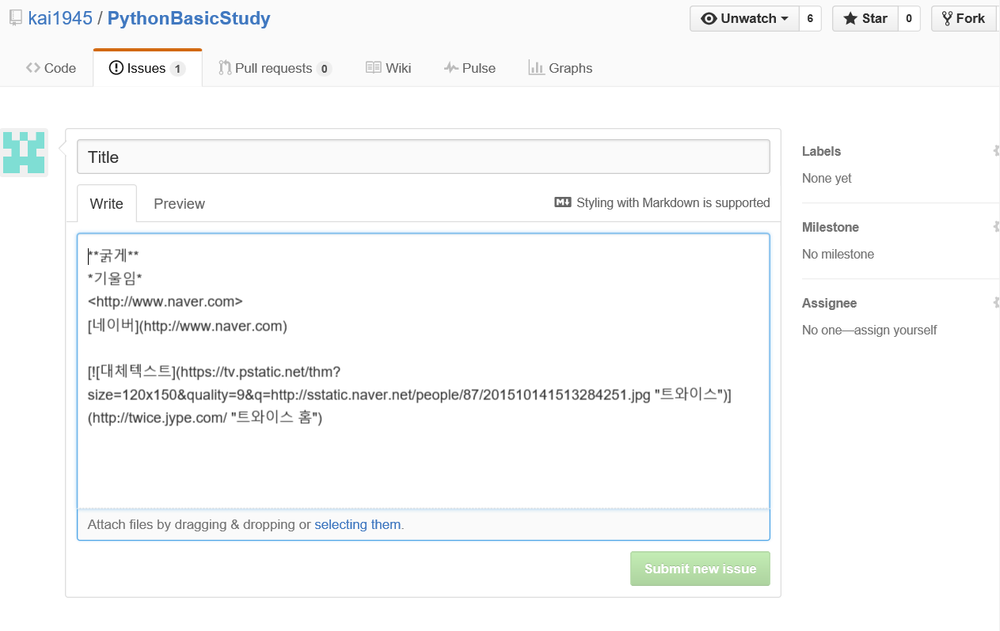 kai1945 / PythonBasicStudy
Unwatch 6 Star 0 Fork
Code Issues 1 Pull requests 0 Wiki Pulse Graphs
Title
Write Preview Styling with Markdown is supported
**굵게**
*기울임*
<http://www.naver.com>
[네이버](http://www.naver.com)
[![대체텍스트](https://tv.pstatic.net/thm?
size=120x150&quality=9&q=http://sstatic.naver.net/people/87/201510141513284251.jpg "트와이스")]
(http://twice.jype.com/ "트와이스 홈")
Attach files by dragging & dropping or selecting them.
Submit new issue
Labels
None yet
Milestone
No milestone
Assignee
No one—assign yourself